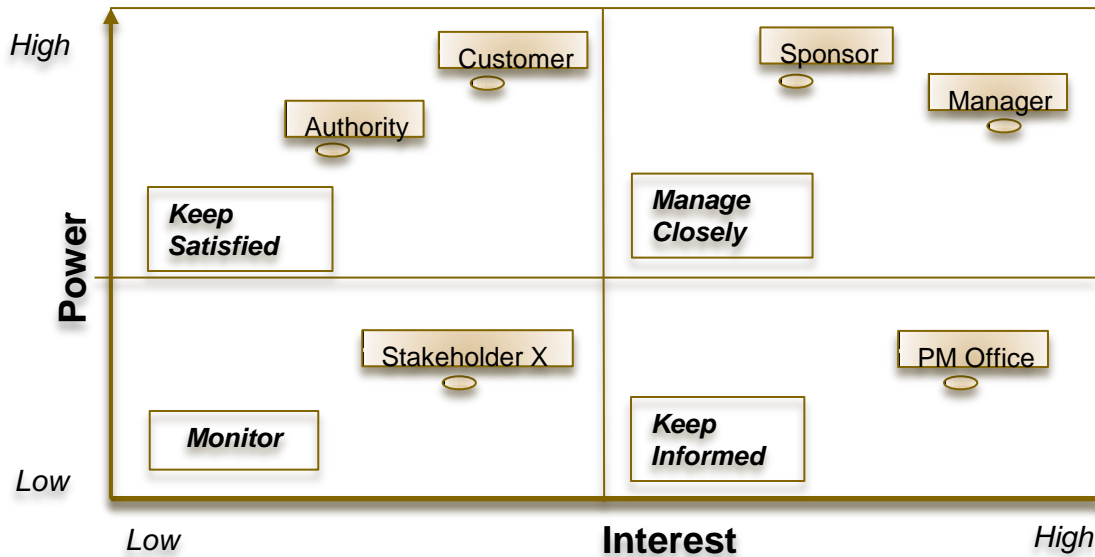 High
Customer
Sponsor
Manager
Authority
Keep
Satisfied
Manage
Closely
Power
Stakeholder X
PM Office
Monitor
Keep
Informed
Low
Low
Interest
High